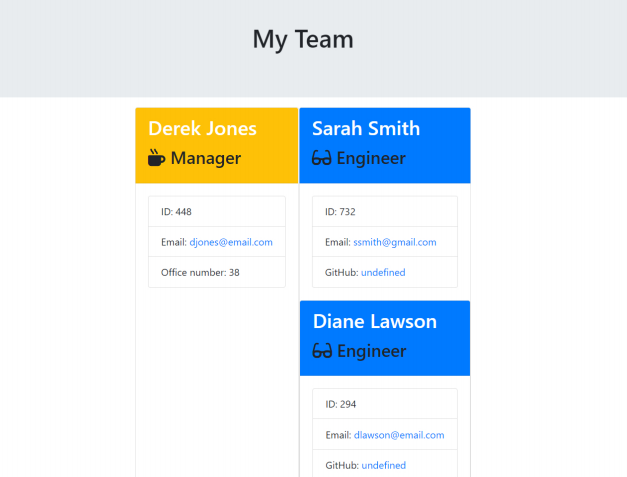 My Team
Derek Jones
Manager
ID: 448
Email: djones@email.com
Office number: 38
Sarah Smith
Engineer
ID: 732
Email: ssmith@gmail.com
GitHub: undefined
Diane Lawson
Engineer
ID: 294
Email: dlawson@email.com
GitHub: undefined